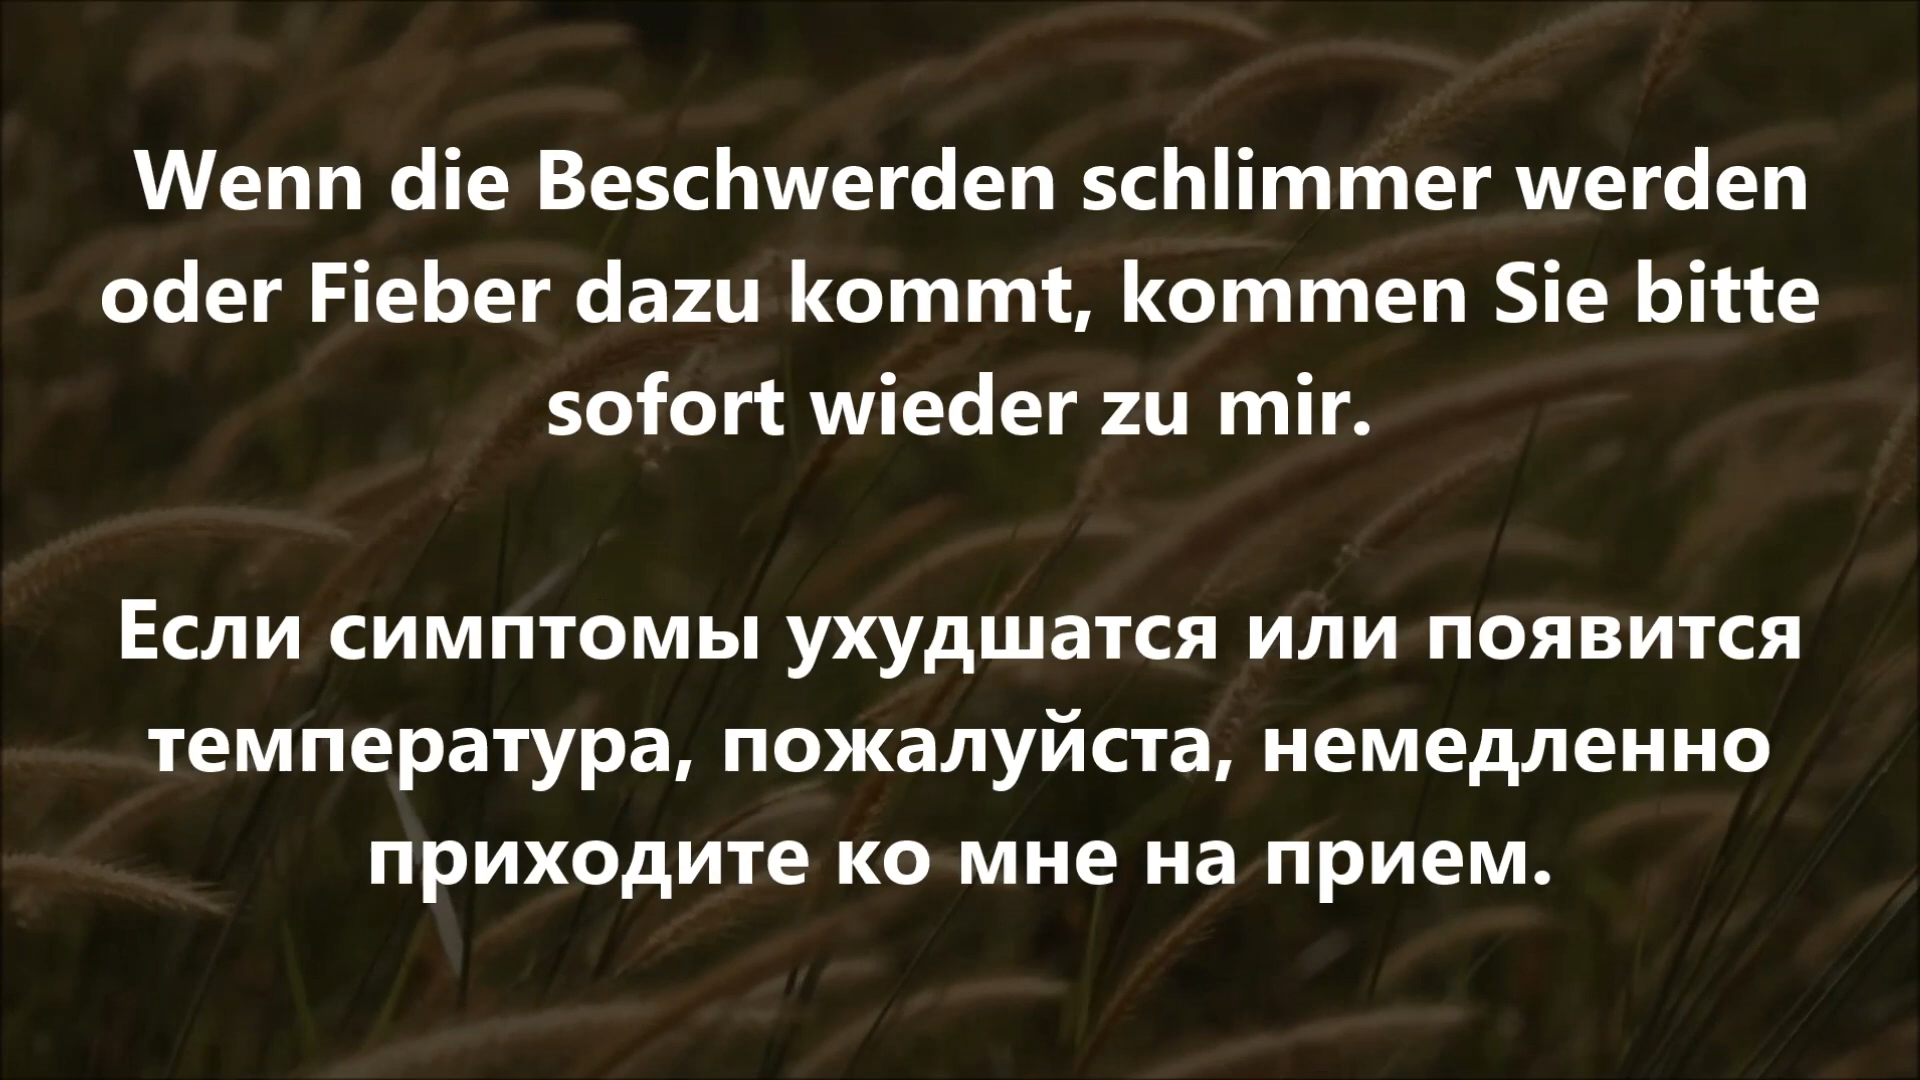 Wenn die Beschwerden schlimmer werden
oder Fieber dazu kommt, kommen Sie bitte
sofort wieder zu mir.
Если симптомы ухудшатся или появится
температура, пожалуйста, немедленно
приходите ко мне на прием.